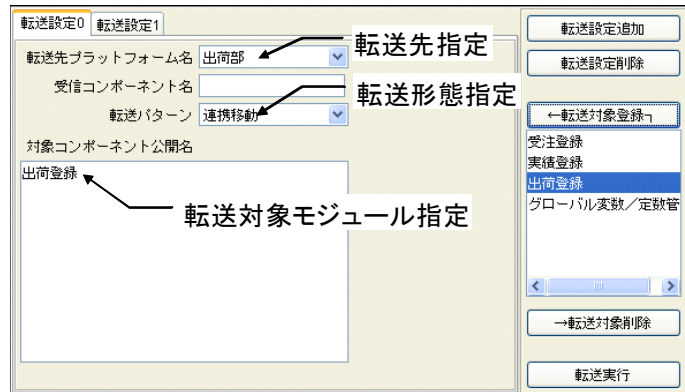 転送設定0 転送設定1
転送先プラットフォーム名 出荷部
転送先指定
受信コンポーネント名
転送形態指定
転送パターン 連携移動
対象コンポーネント公開名
出荷登録
転送対象モジュール指定
転送設定追加
転送設定削除
←転送対象登録┐
受注登録
実績登録
出荷登録
グローバル変数／定数管
→転送対象削除
転送実行